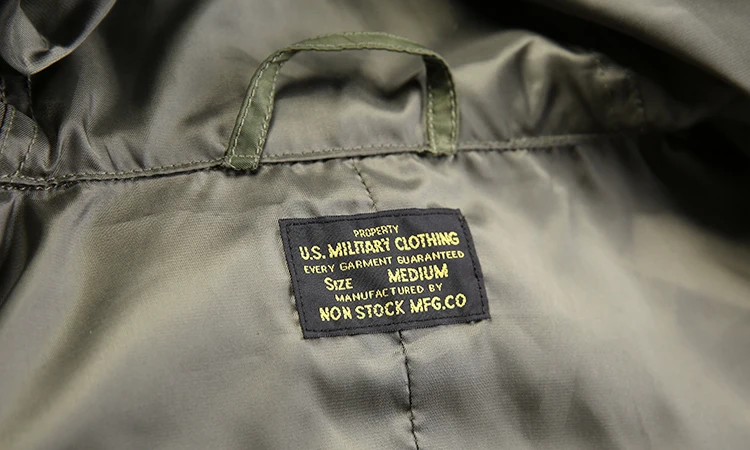 PROPERTY
U.S. MILITARY CLOTHING
EVERY GARMENT GUARANTEED
SIZE MEDIUM
MANUFACTURED BY
NON STOCK MFG.CO